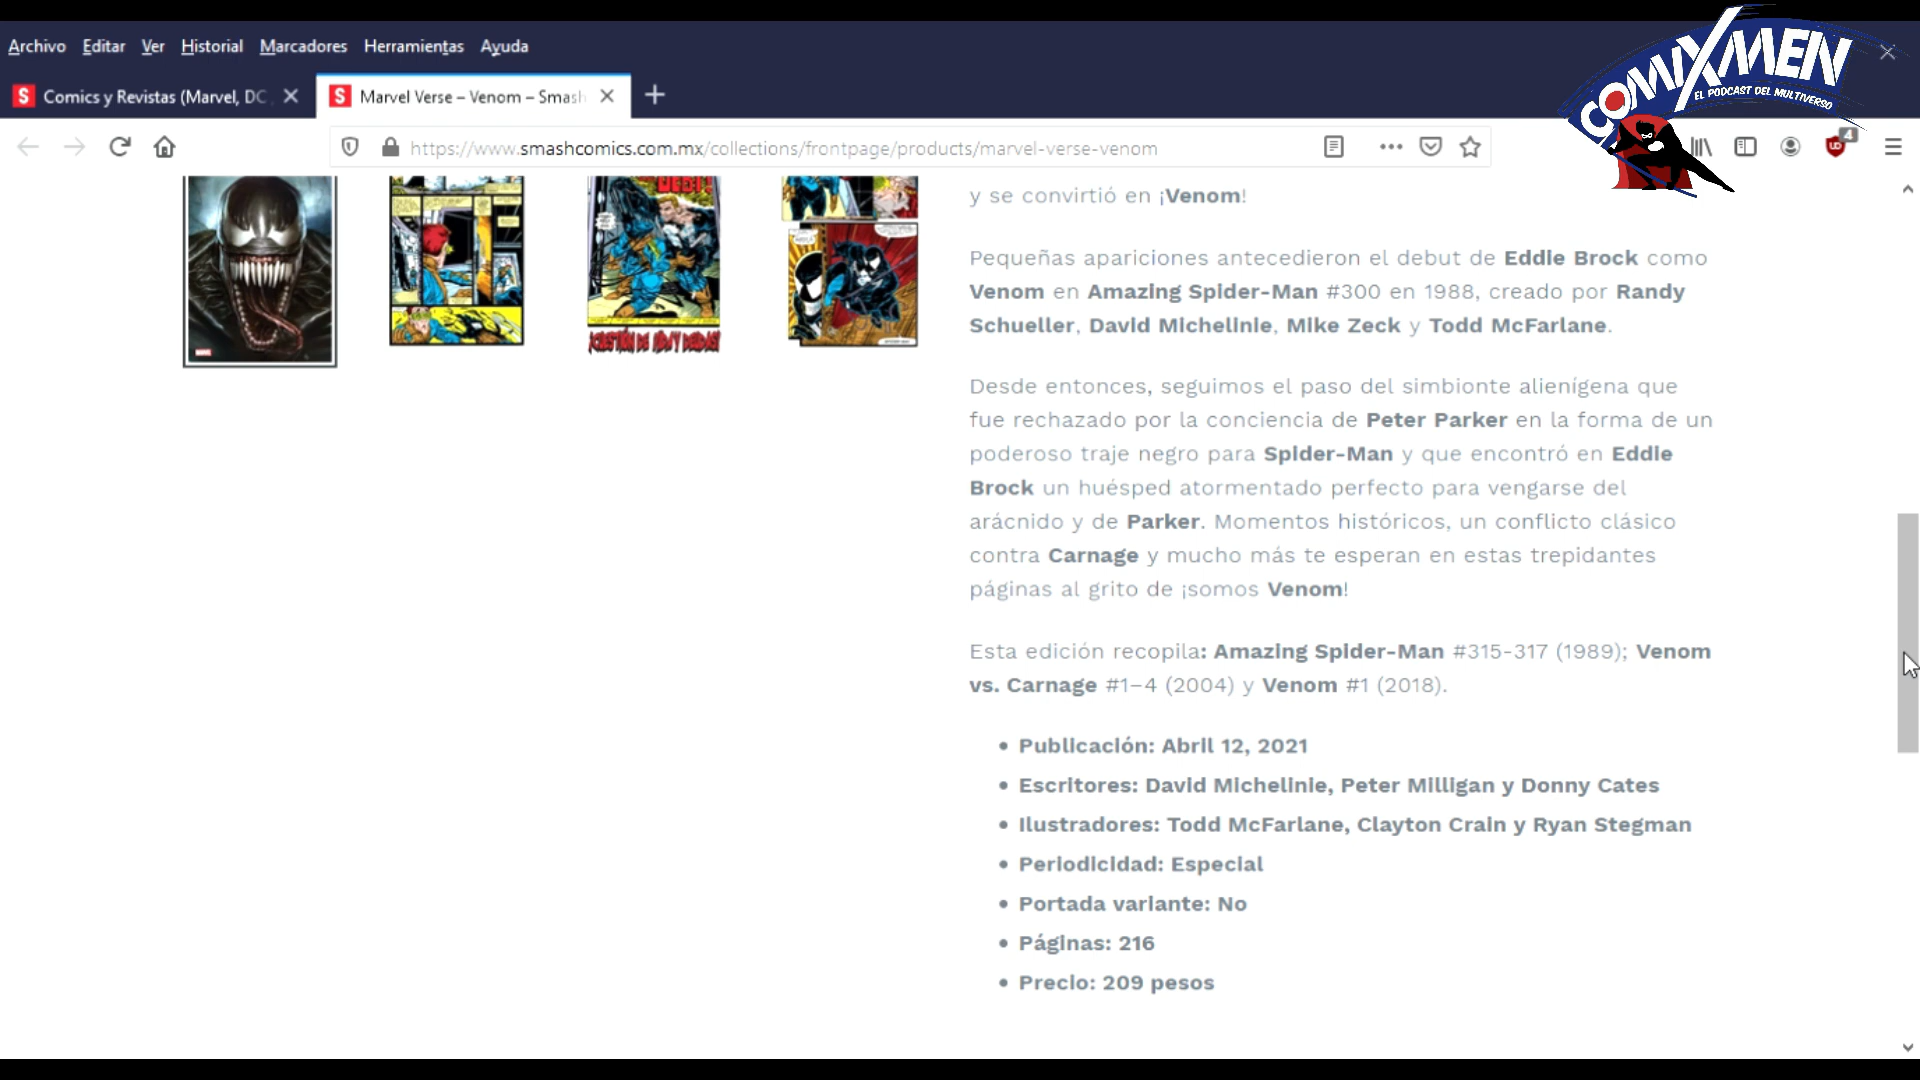 Archivo Editar Ver Historial Marcadores Herramientas Ayuda
COMIXMEN
EL PODCAST DEL MULTIVERSO
S Comics y Revistas (Marvel, DC
S Marvel Verse – Venom – Smash
https://www.smashcomics.com.mx/collections/frontpage/products/marvel-verse-venom
4
y se convirtió en ¡Venom!
Pequeñas apariciones antecedieron el debut de Eddie Brock como
Venom en Amazing Spider-Man #300 en 1988, creado por Randy
Schueller, David Michelinie, Mike Zeck y Todd McFarlane.
Desde entonces, seguimos el paso del simbionte alienígena que
fue rechazado por la conciencia de Peter Parker en la forma de un
poderoso traje negro para Spider-Man y que encontró en Eddie
Brock un huésped atormentado perfecto para vengarse del
arácnido y de Parker. Momentos históricos, un conflicto clásico
contra Carnage y mucho más te esperan en estas trepidantes
páginas al grito de ¡somos Venom!
Esta edición recopila: Amazing Spider-Man #315-317 (1989); Venom
vs. Carnage #1–4 (2004) y Venom #1 (2018).
• Publicación: Abril 12, 2021
• Escritores: David Michelinie, Peter Milligan y Donny Cates
• Ilustradores: Todd McFarlane, Clayton Crain y Ryan Stegman
• Periodicidad: Especial
• Portada variante: No
• Páginas: 216
• Precio: 209 pesos